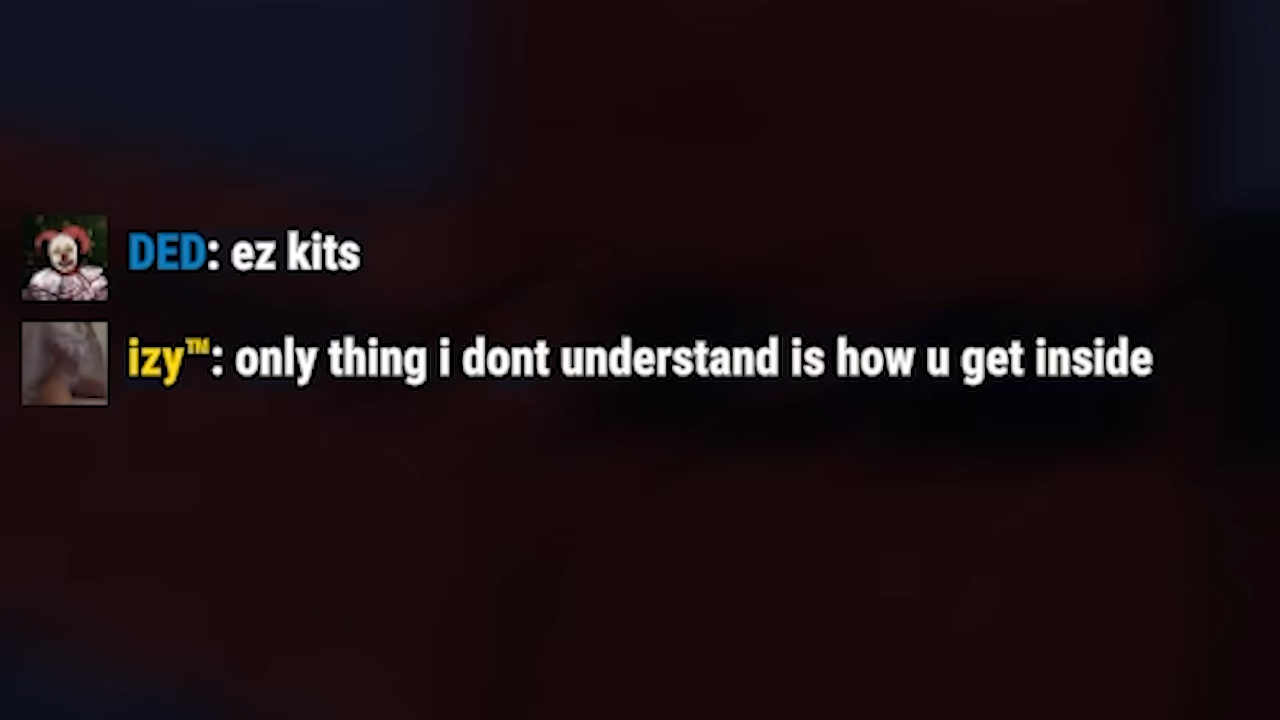 DED: ez kits
izy™: only thing i dont understand is how u get inside